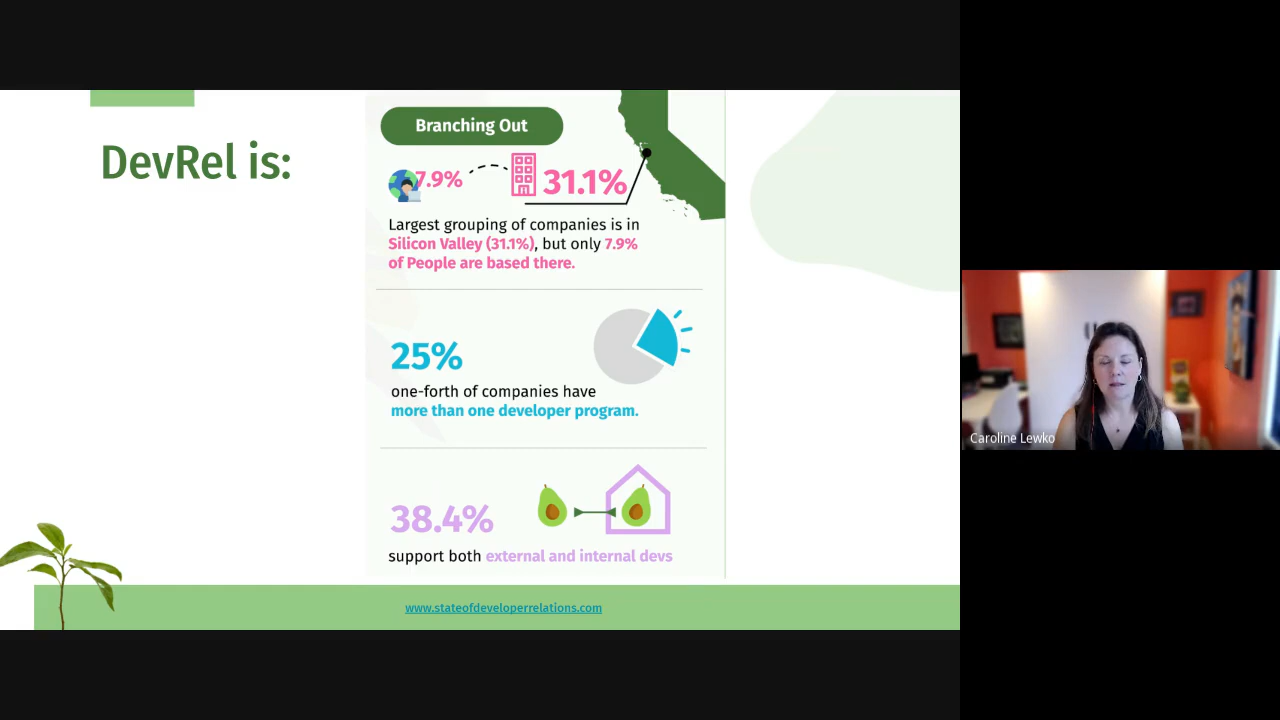 DevRel is:
Branching Out
7.9%
31.1%
Largest grouping of companies is in
Silicon Valley (31.1%), but only 7.9%
of People are based there.
25%
one-forth of companies have
more than one developer program.
38.4%
support both external and internal devs
www.stateofdeveloperrelations.com
Caroline Lewko